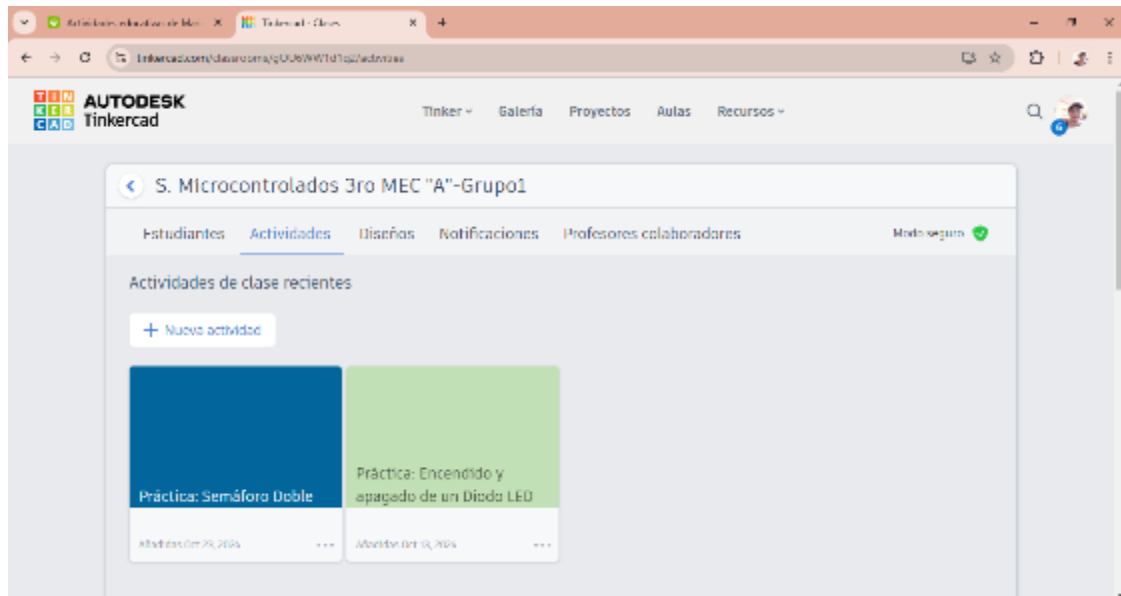 Tinkercad - Clases
AUTODESK
Tinkercad
Tinker
Galería
Proyectos
Aulas
Recursos
S. Microcontrolados 3ro MEC "A"-Grupo1
Estudiantes
Actividades
Diseños
Notificaciones
Profesores colaboradores
Modo seguro
Actividades de clase recientes
+ Nueva actividad
Práctica: Semáforo Doble
Práctica: Encendido y
apagado de un Diodo LED